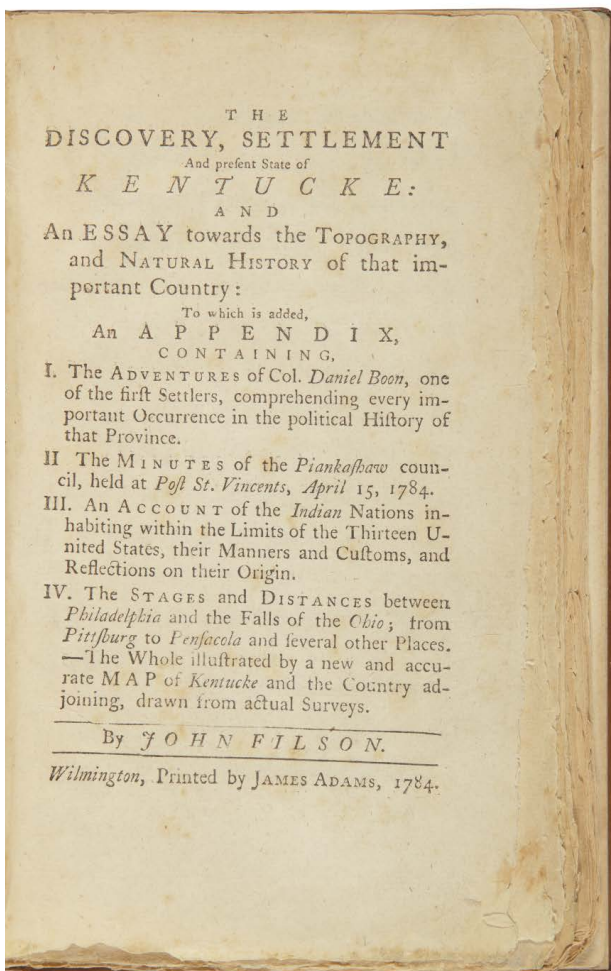 THE
DISCOVERY, SETTLEMENT
And preſent State of
KENTUCKE:
AND
An ESSAY towards the TOPOGRAPHY,
and NATURAL HISTORY of that im-
portant Country:
To which is added,
An APPENDIX,
CONTAINING,
I. The ADVENTURES of Col. Daniel Boon, one
of the firſt Settlers, comprehending every im-
portant Occurrence in the political Hiſtory of
that Province.
II The MINUTES of the Piankaſhaw coun-
cil, held at Poſt St. Vincents, April 15, 1784.
III. An ACCOUNT of the Indian Nations in-
habiting within the Limits of the Thirteen U-
nited States, their Manners and Cuſtoms, and
Reflections on their Origin.
IV. The STAGES and DISTANCES between
Philadelphia and the Falls of the Ohio; from
Pittſburg to Penſacola and ſeveral other Places.
—The Whole illuſtrated by a new and accu-
rate MAP of Kentucke and the Country ad-
joining, drawn from actual Surveys.
By JOHN FILSON.
Wilmington, Printed by JAMES ADAMS, 1784.